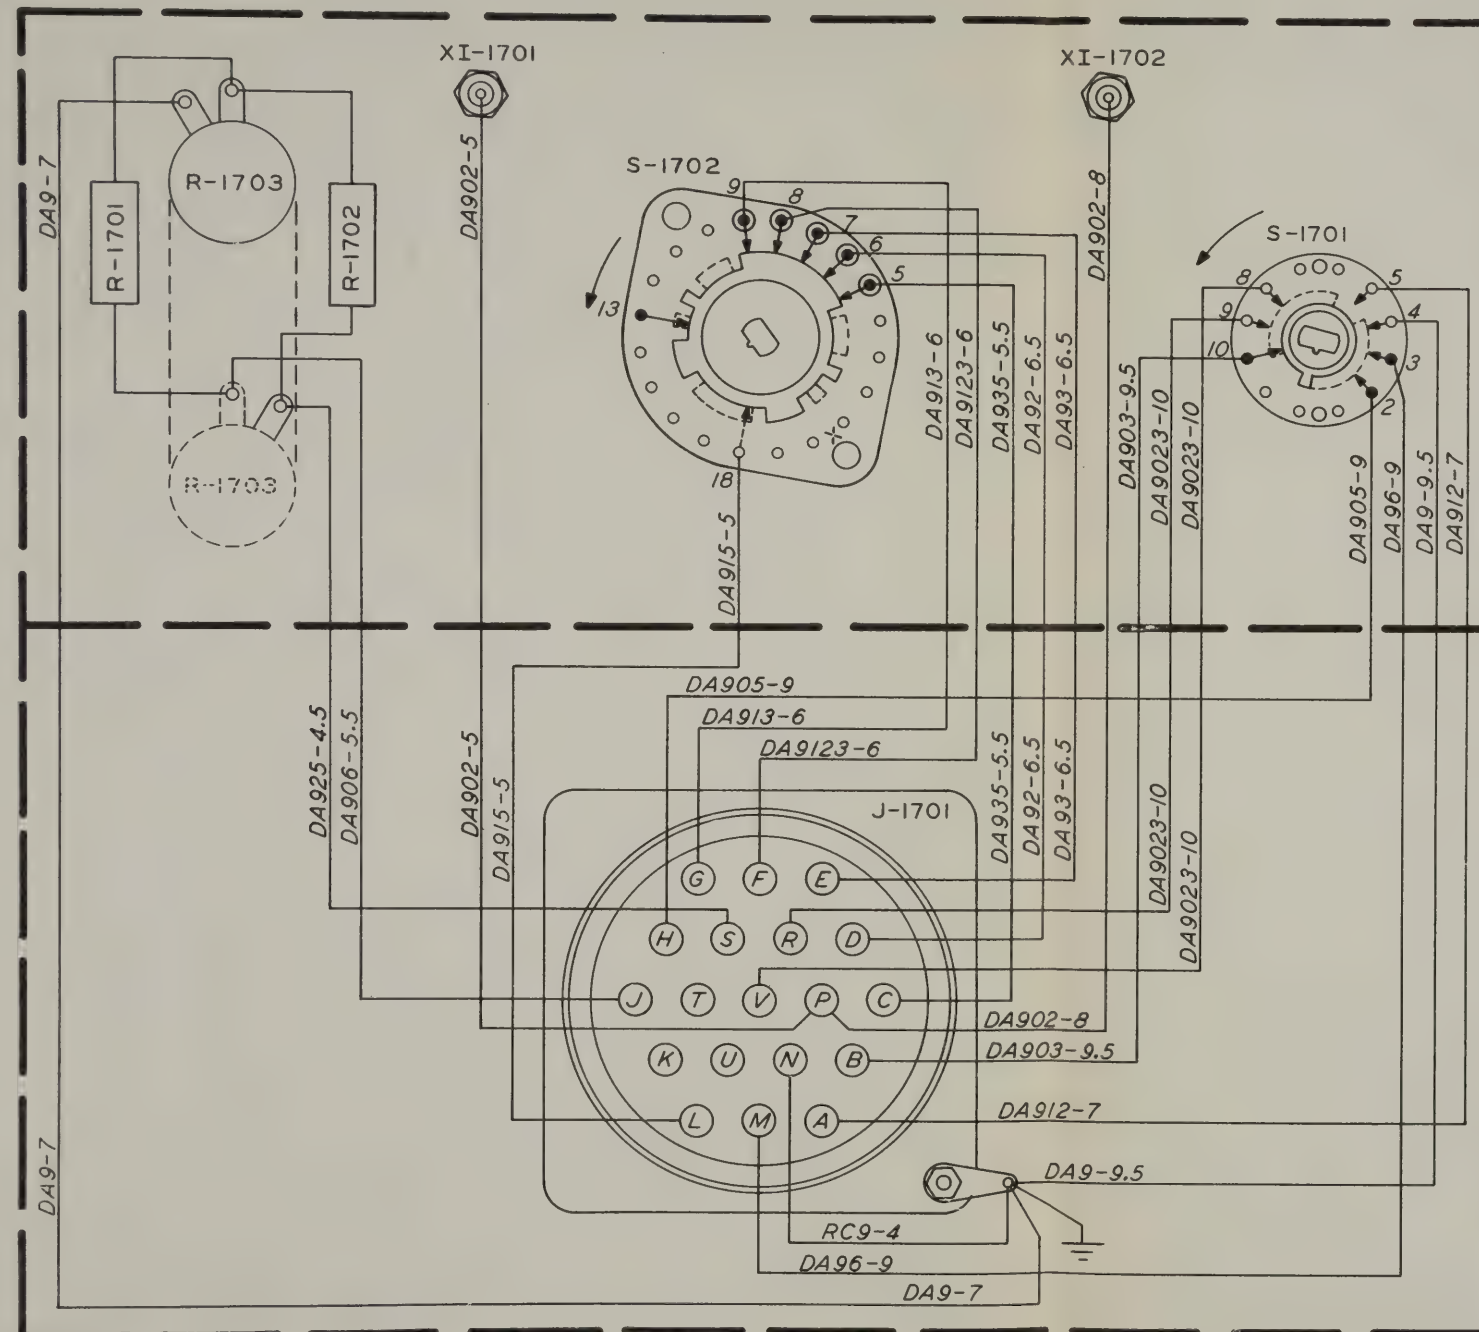 XI-1701
XI-1702
S-1702
S-1701
R-1703
R-1701
R-1702
R-1703
DA9-7
DA902-5
DA902-8
9
8
7
6
5
13
18
8
9
10
5
4
3
2
DA915-5
DA913-6
DA9123-6
DA935-5.5
DA92-6.5
DA93-6.5
DA903-9.5
DA9023-10
DA9023-10
DA905-9
DA96-9
DA9-9.5
DA912-7
DA905-9
DA913-6
DA9123-6
DA925-4.5
DA906-5.5
DA902-5
DA915-5
DA935-5.5
DA92-6.5
DA93-6.5
DA9023-10
DA9023-10
J-1701
G F E
H S R D
J T V P C
K U N B
L M A
DA902-8
DA903-9.5
DA912-7
DA9-9.5
DA9-7
RC9-4
DA96-9
DA9-7